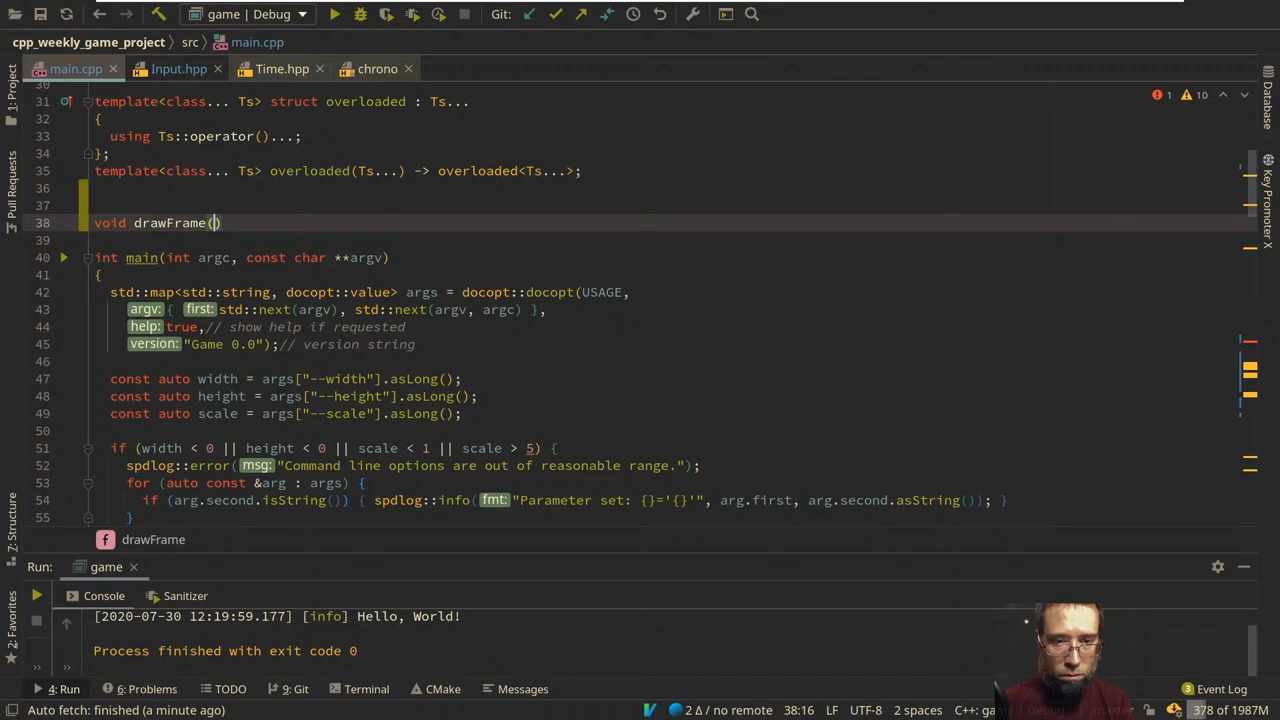 game | Debug
Git:
cpp_weekly_game_project
src
main.cpp
main.cpp
Input.hpp
Time.hpp
chrono
1: Project
Pull Requests
7: Structure
2: Favorites
Database
Key Promoter X
1
10
30
31 template<class... Ts> struct overloaded : Ts...
32 {
33 using Ts::operator()...;
34 };
35 template<class... Ts> overloaded(Ts...) -> overloaded<Ts...>;
36
37
38 void drawFrame()
39
40 int main(int argc, const char **argv)
41 {
42 std::map<std::string, docopt::value> args = docopt::docopt(USAGE,
43 argv: { first: std::next(argv), std::next(argv, argc) },
44 help: true,// show help if requested
45 version: "Game 0.0");// version string
46
47 const auto width = args["--width"].asLong();
48 const auto height = args["--height"].asLong();
49 const auto scale = args["--scale"].asLong();
50
51 if (width < 0 || height < 0 || scale < 1 || scale > 5) {
52 spdlog::error( msg: "Command line options are out of reasonable range.");
53 for (auto const &arg : args) {
54 if (arg.second.isString()) { spdlog::info( fmt: "Parameter set: {}='{}'", arg.first, arg.second.asString()); }
55 }
f drawFrame
Run: game
Console
Sanitizer
[2020-07-30 12:19:59.177] [info] Hello, World!
Process finished with exit code 0
4: Run
6: Problems
TODO
9: Git
Terminal
CMake
Messages
3 Event Log
Auto fetch: finished (a minute ago)
2 Δ / no remote
38:16
LF
UTF-8
2 spaces
C++: game | Debug
master
378 of 1987M